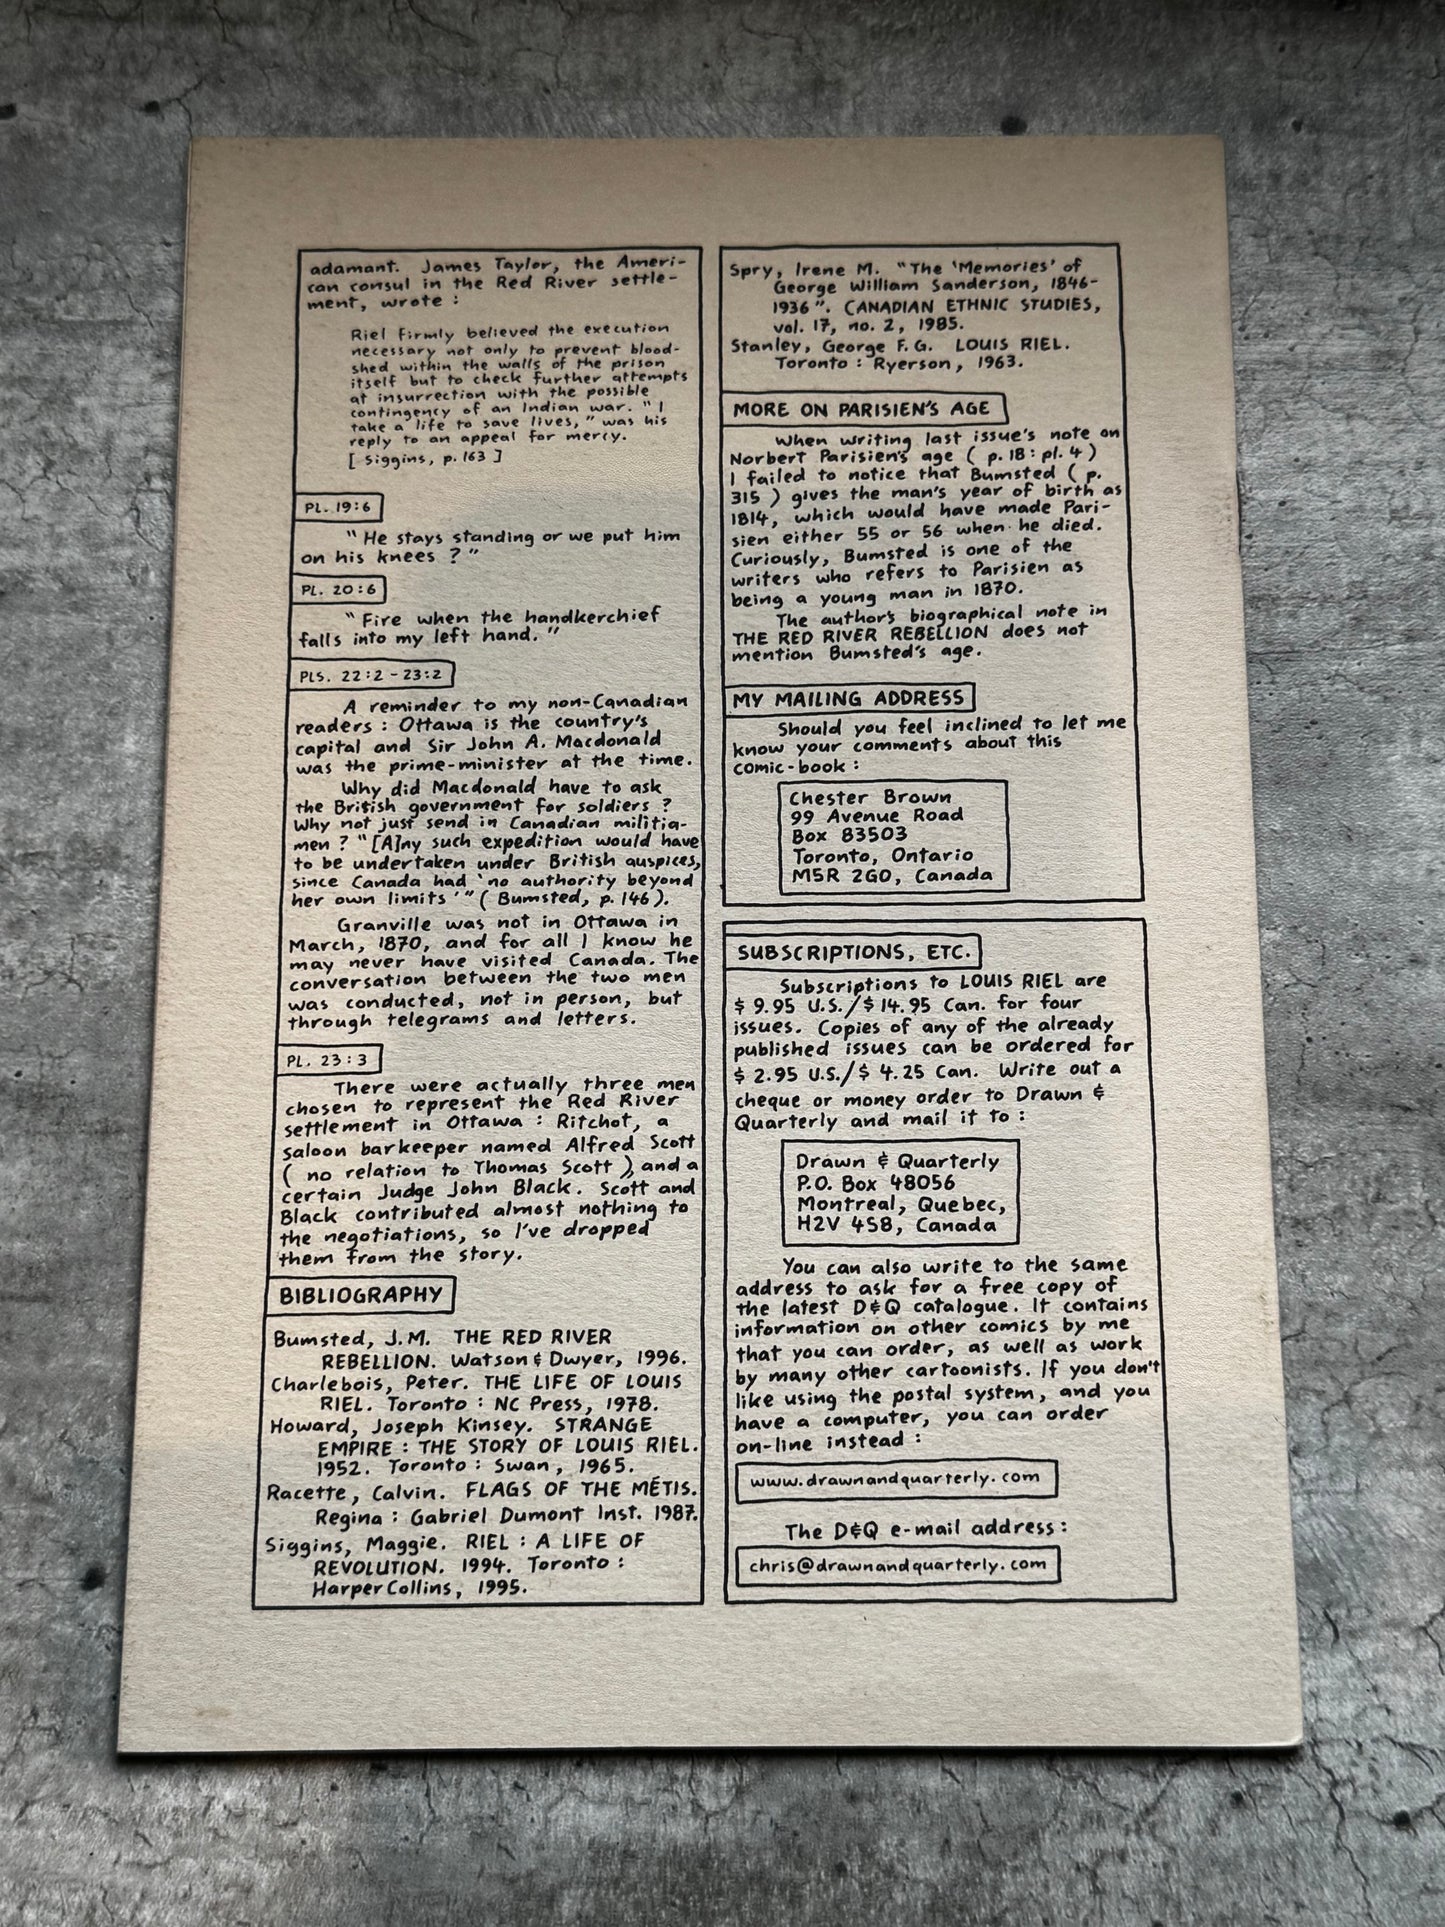 adamant. James Taylor, the Ameri-
can consul in the Red River settle-
ment, wrote :
Riel firmly believed the execution
necessary not only to prevent blood-
shed within the walls of the prison
itself but to check further attempts
at insurrection with the possible
contingency of an Indian war. "I
take a life to save lives," was his
reply to an appeal for mercy.
[ Siggins, p. 163 ]
PL. 19:6
"He stays standing or we put him
on his knees ?"
PL. 20:6
"Fire when the handkerchief
falls into my left hand."
PLS. 22:2-23:2
A reminder to my non-Canadian
readers : Ottawa is the country's
capital and Sir John A. Macdonald
was the prime-minister at the time.
Why did Macdonald have to ask
the British government for soldiers ?
Why not just send in Canadian militia-
men ? "[A]ny such expedition would have
to be undertaken under British auspices,
since Canada had 'no authority beyond
her own limits'" ( Bumsted, p. 146 ).
Granville was not in Ottawa in
March, 1870, and for all I know he
may never have visited Canada. The
conversation between the two men
was conducted, not in person, but
through telegrams and letters.
PL. 23:3
There were actually three men
chosen to represent the Red River
settlement in Ottawa : Ritchot, a
saloon barkeeper named Alfred Scott
( no relation to Thomas Scott ), and a
certain Judge John Black. Scott and
Black contributed almost nothing to
the negotiations, so I've dropped
them from the story.
BIBLIOGRAPHY
Bumsted, J.M. THE RED RIVER
REBELLION. Watson & Dwyer, 1996.
Charlebois, Peter. THE LIFE OF LOUIS
RIEL. Toronto : NC Press, 1978.
Howard, Joseph Kinsey. STRANGE
EMPIRE : THE STORY OF LOUIS RIEL.
1952. Toronto : Swan, 1965.
Racette, Calvin. FLAGS OF THE MÉTIS.
Regina : Gabriel Dumont Inst. 1987.
Siggins, Maggie. RIEL : A LIFE OF
REVOLUTION. 1994. Toronto :
HarperCollins, 1995.
Spry, Irene M. "The 'Memories' of
George William Sanderson, 1846-
1936". CANADIAN ETHNIC STUDIES,
vol. 17, no. 2, 1985.
Stanley, George F.G. LOUIS RIEL.
Toronto : Ryerson, 1963.
MORE ON PARISIEN'S AGE
When writing last issue's note on
Norbert Parisien's age ( p. 18 : pl. 4 )
I failed to notice that Bumsted ( p.
315 ) gives the man's year of birth as
1814, which would have made Pari-
sien either 55 or 56 when he died.
Curiously, Bumsted is one of the
writers who refers to Parisien as
being a young man in 1870.
The author's biographical note in
THE RED RIVER REBELLION does not
mention Bumsted's age.
MY MAILING ADDRESS
Should you feel inclined to let me
know your comments about this
comic-book :
Chester Brown
99 Avenue Road
Box 83503
Toronto, Ontario
M5R 2G0, Canada
SUBSCRIPTIONS, ETC.
Subscriptions to LOUIS RIEL are
$ 9.95 U.S./$ 14.95 Can. for four
issues. Copies of any of the already
published issues can be ordered for
$ 2.95 U.S./$ 4.25 Can. Write out a
cheque or money order to Drawn &
Quarterly and mail it to :
Drawn & Quarterly
P.O. Box 48056
Montreal, Quebec,
H2V 4S8, Canada
You can also write to the same
address to ask for a free copy of
the latest D&Q catalogue. It contains
information on other comics by me
that you can order, as well as work
by many other cartoonists. If you don't
like using the postal system, and you
have a computer, you can order
on-line instead :
www.drawnandquarterly.com
The D&Q e-mail address :
chris@drawnandquarterly.com